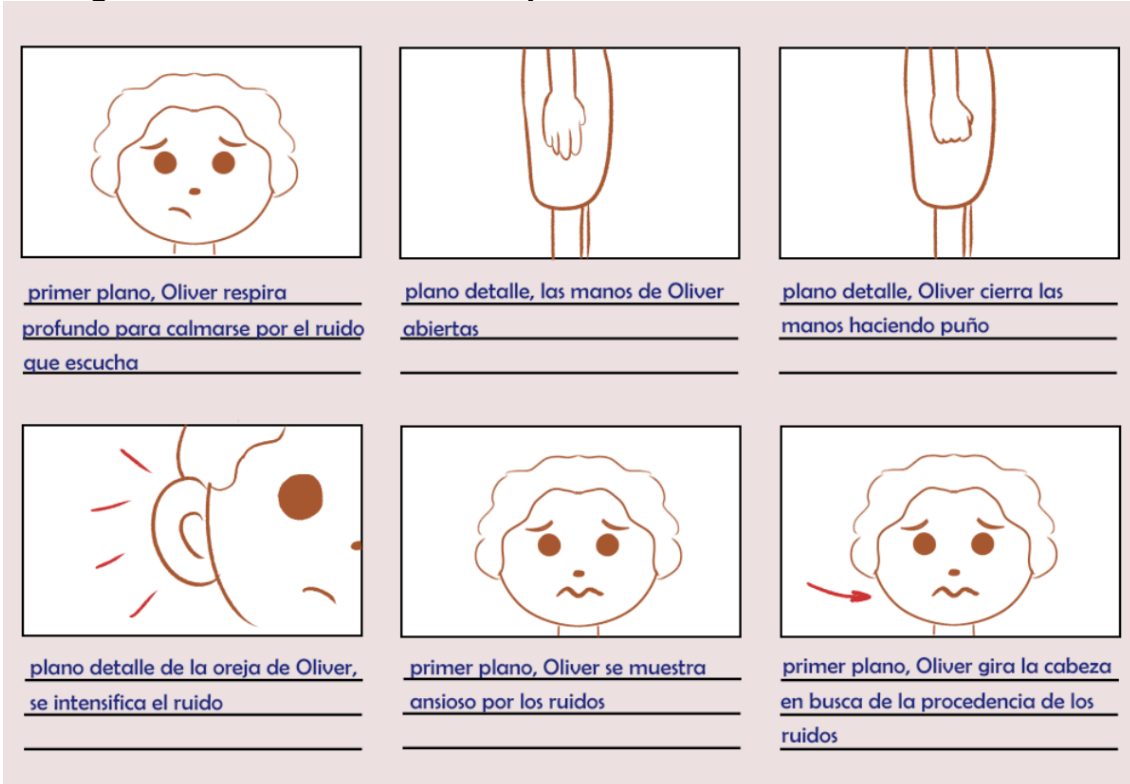 primer plano, Oliver respira
profundo para calmarse por el ruido
que escucha
plano detalle, las manos de Oliver
abiertas
plano detalle, Oliver cierra las
manos haciendo puño
plano detalle de la oreja de Oliver,
se intensifica el ruido
primer plano, Oliver se muestra
ansioso por los ruidos
primer plano, Oliver gira la cabeza
en busca de la procedencia de los
ruidos